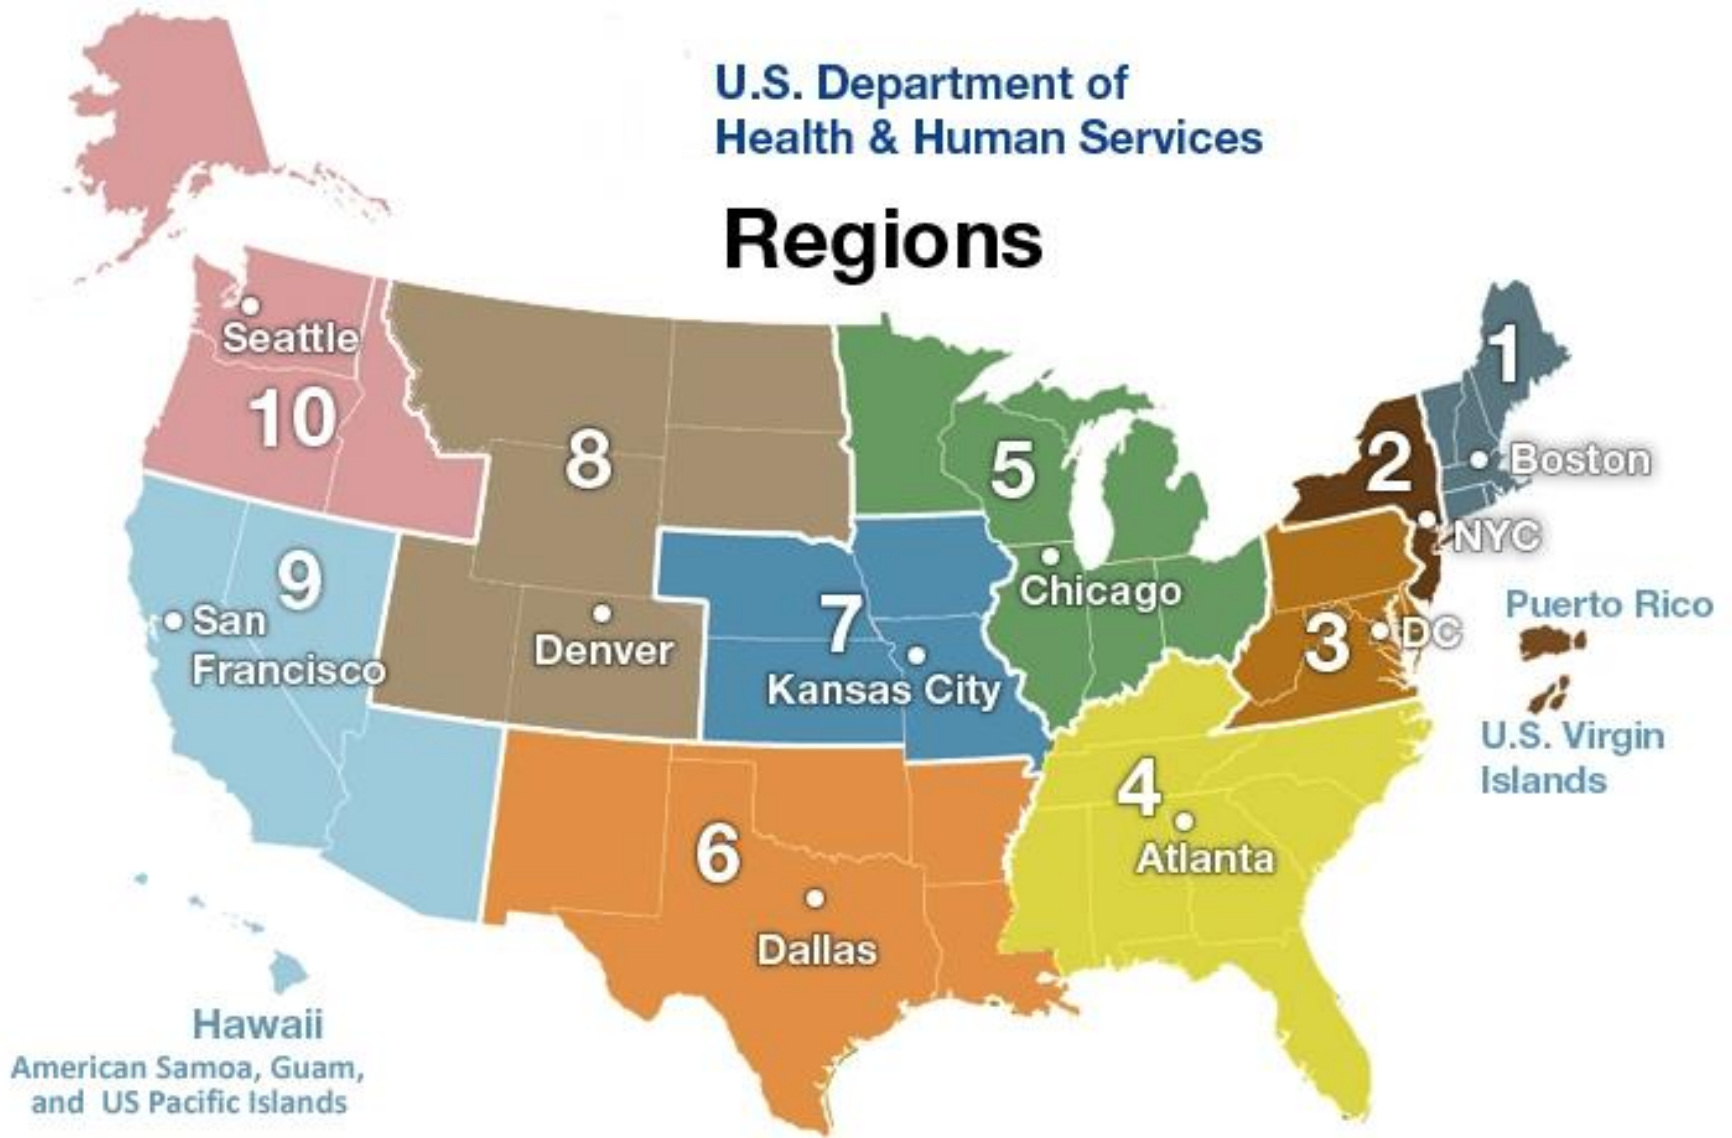 U.S. Department of
Health & Human Services
Regions
1
Seattle
10
8
5
2
Boston
NYC
9
San
Francisco
Denver
7
Kansas City
Chicago
3
DC
Puerto Rico
U.S. Virgin
Islands
4
Atlanta
6
Dallas
Hawaii
American Samoa, Guam,
and US Pacific Islands